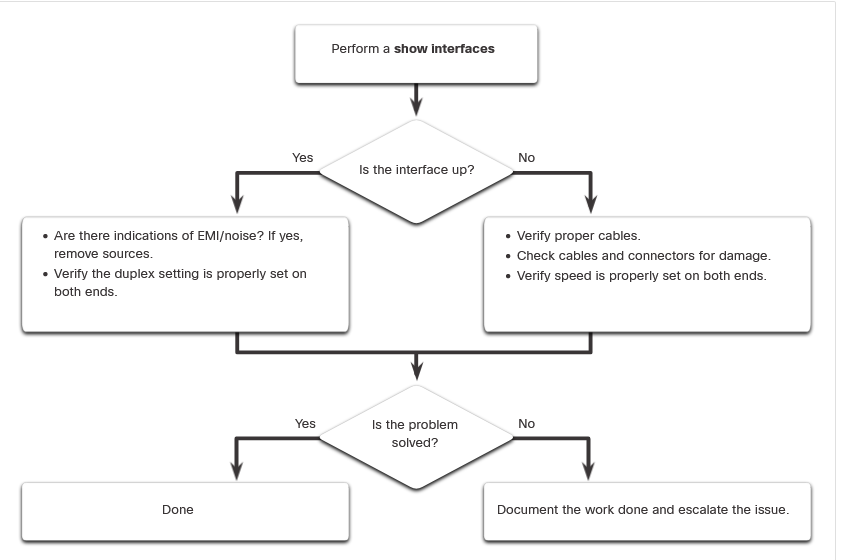 Perform a show interfaces
Yes
Is the interface up?
No
• Are there indications of EMI/noise? If yes,
remove sources.
• Verify the duplex setting is properly set on
both ends.
• Verify proper cables.
• Check cables and connectors for damage.
• Verify speed is properly set on both ends.
Yes
Is the problem
solved?
No
Done
Document the work done and escalate the issue.